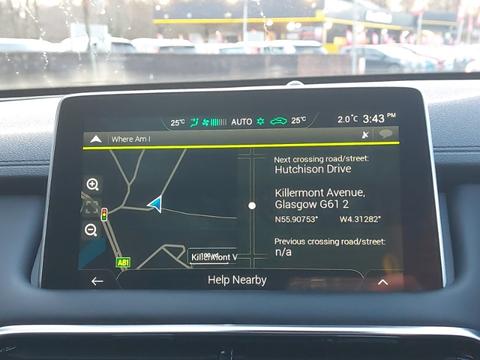 25°C AUTO 25°C 2.0°C 3:43 PM
Where Am I
Next crossing road/street:
Hutchison Drive
Killermont Avenue,
Glasgow G61 2
N55.90753° W4.31282°
Previous crossing road/street:
n/a
Killermont V
A81
Help Nearby